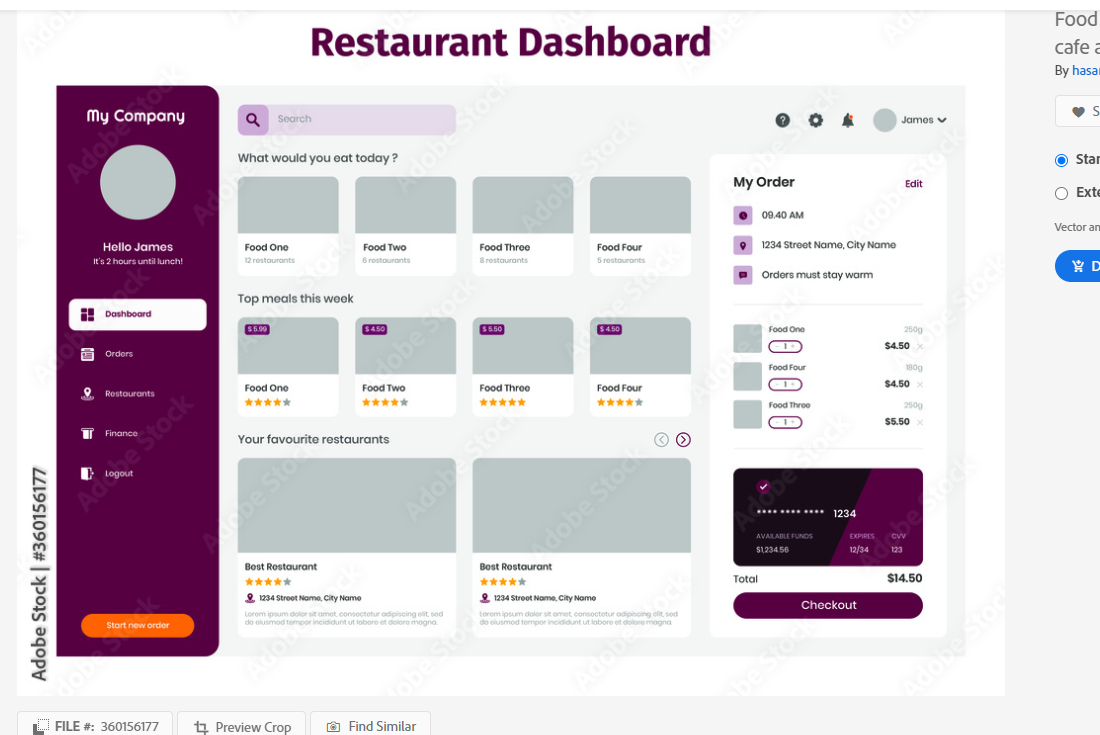 Restaurant Dashboard
My Company
Hello James
It's 2 hours until lunch!
Dashboard
Orders
Restaurants
Finance
Logout
Start new order
Search
James
What would you eat today ?
Food One
12 restaurants
Food Two
6 restaurants
Food Three
8 restaurants
Food Four
5 restaurants
Top meals this week
$ 5.99
Food One
$ 4.50
Food Two
$ 5.50
Food Three
$ 4.50
Food Four
Your favourite restaurants
Best Restaurant
1234 Street Name, City Name
Lorem ipsum dolor sit amet, consectetur adipiscing elit, sed
do eiusmod tempor incididunt ut labore et dolore magna.
Best Restaurant
1234 Street Name, City Name
Lorem ipsum dolor sit amet, consectetur adipiscing elit, sed
do eiusmod tempor incididunt ut labore et dolore magna.
My Order
Edit
09.40 AM
1234 Street Name, City Name
Orders must stay warm
Food One 250g
- 1 + $4.50 ×
Food Four 180g
- 1 + $4.50 ×
Food Three 250g
- 1 + $5.50 ×
**** **** **** 1234
AVAILABLE FUNDS EXPIRES CVV
$1,234.56 12/34 123
Total $14.50
Checkout
Adobe Stock | #360156177
Adobe Stock
FILE #: 360156177
Preview Crop
Find Similar
Food
cafe
By
Vector